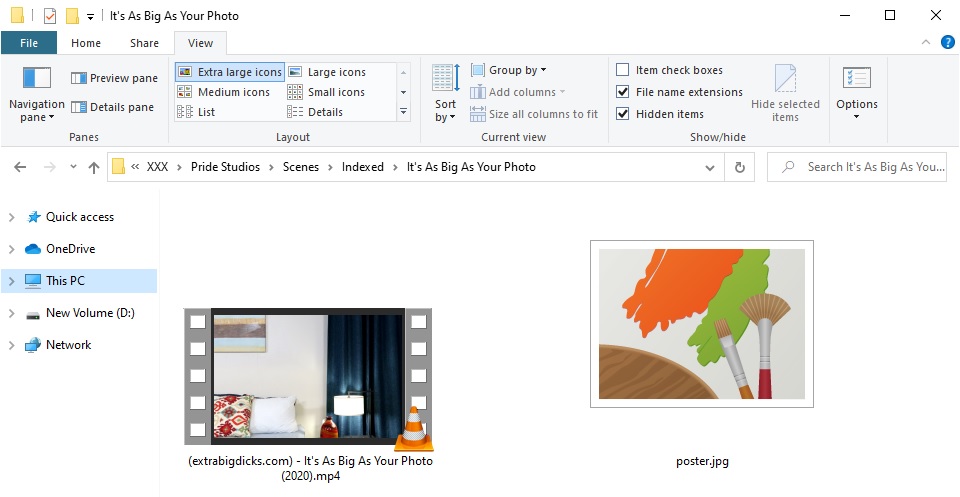 It's As Big As Your Photo
File Home Share View
Navigation pane
Preview pane
Details pane
Panes
Extra large icons Large icons
Medium icons Small icons
List Details
Layout
Sort by
Group by
Add columns
Size all columns to fit
Current view
Item check boxes
File name extensions
Hidden items
Hide selected items
Show/hide
Options
XXX Pride Studios Scenes Indexed It's As Big As Your Photo
Search It's As Big As You...
Quick access
OneDrive
This PC
New Volume (D:)
Network
(extrabigdicks.com) - It's As Big As Your Photo
(2020).mp4
poster.jpg